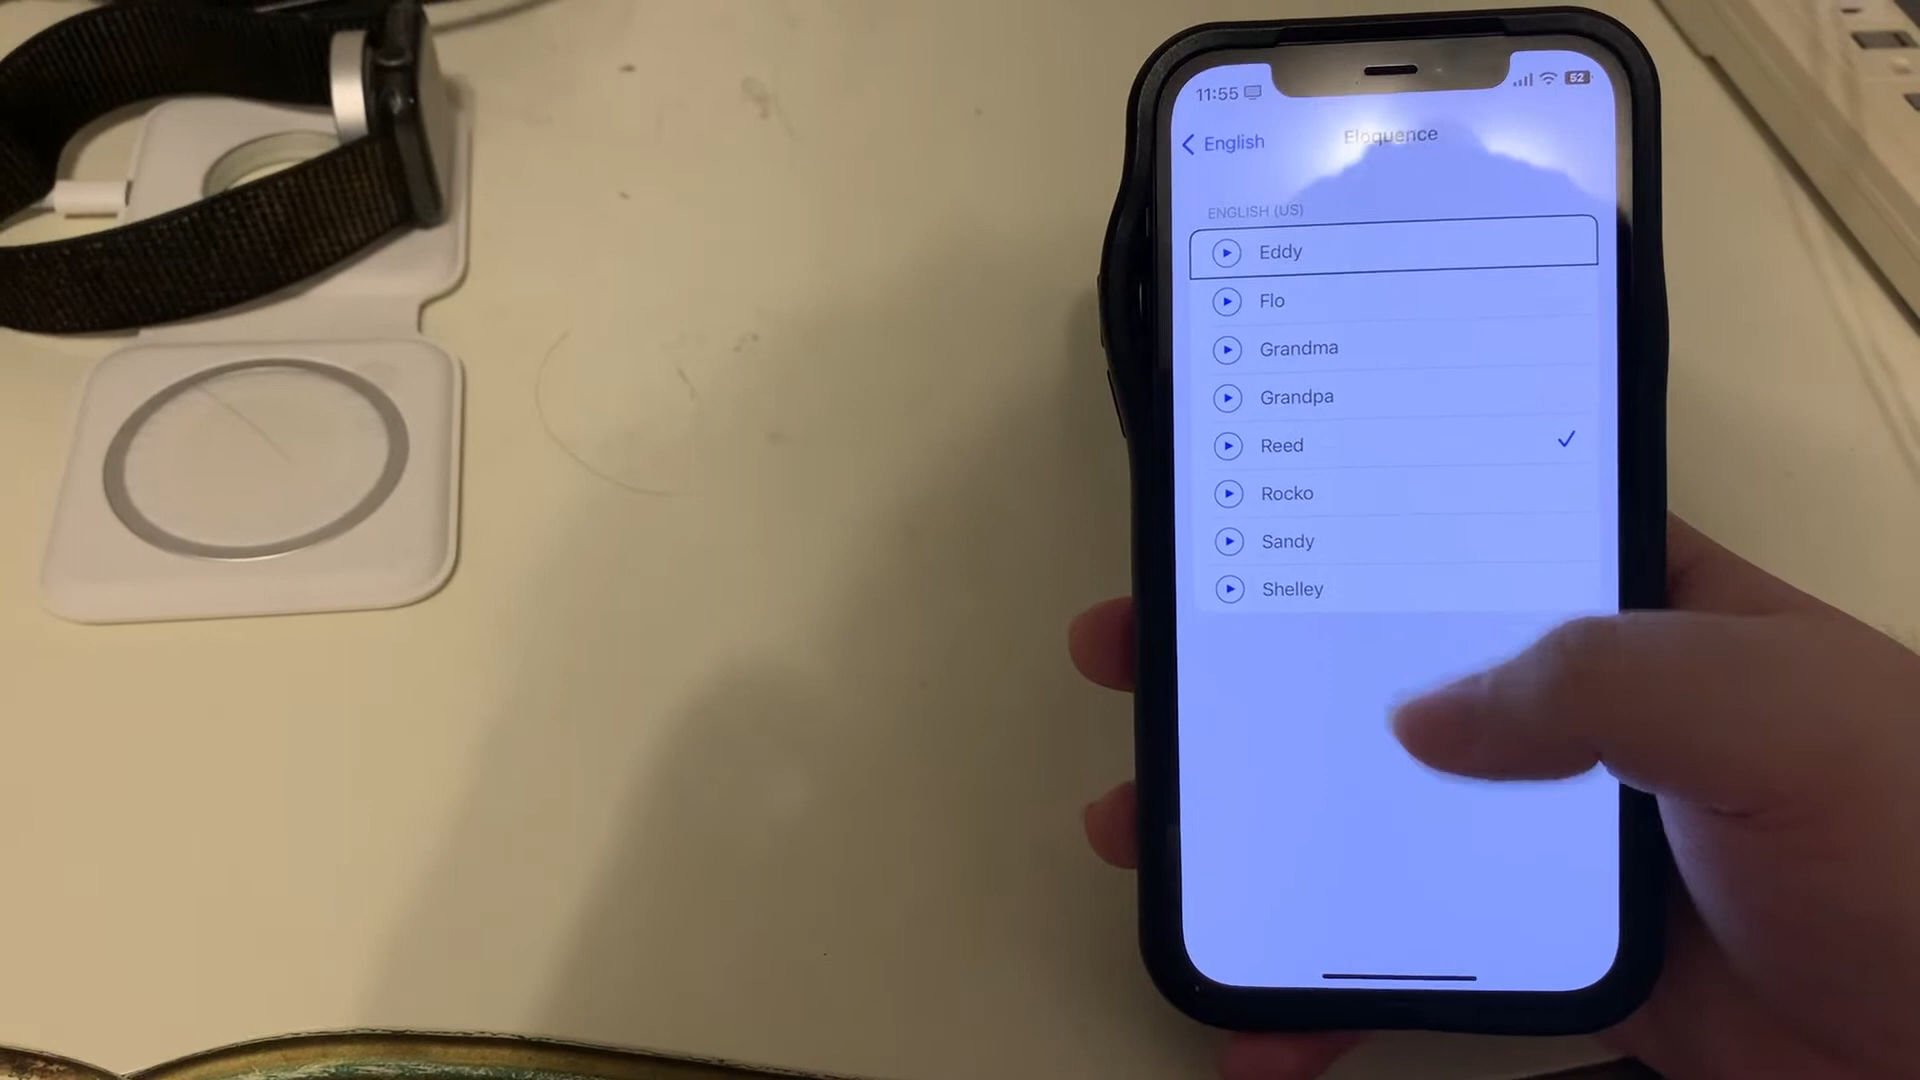 11:55
52
English
Eloquence
ENGLISH (US)
Eddy
Flo
Grandma
Grandpa
Reed
Rocko
Sandy
Shelley